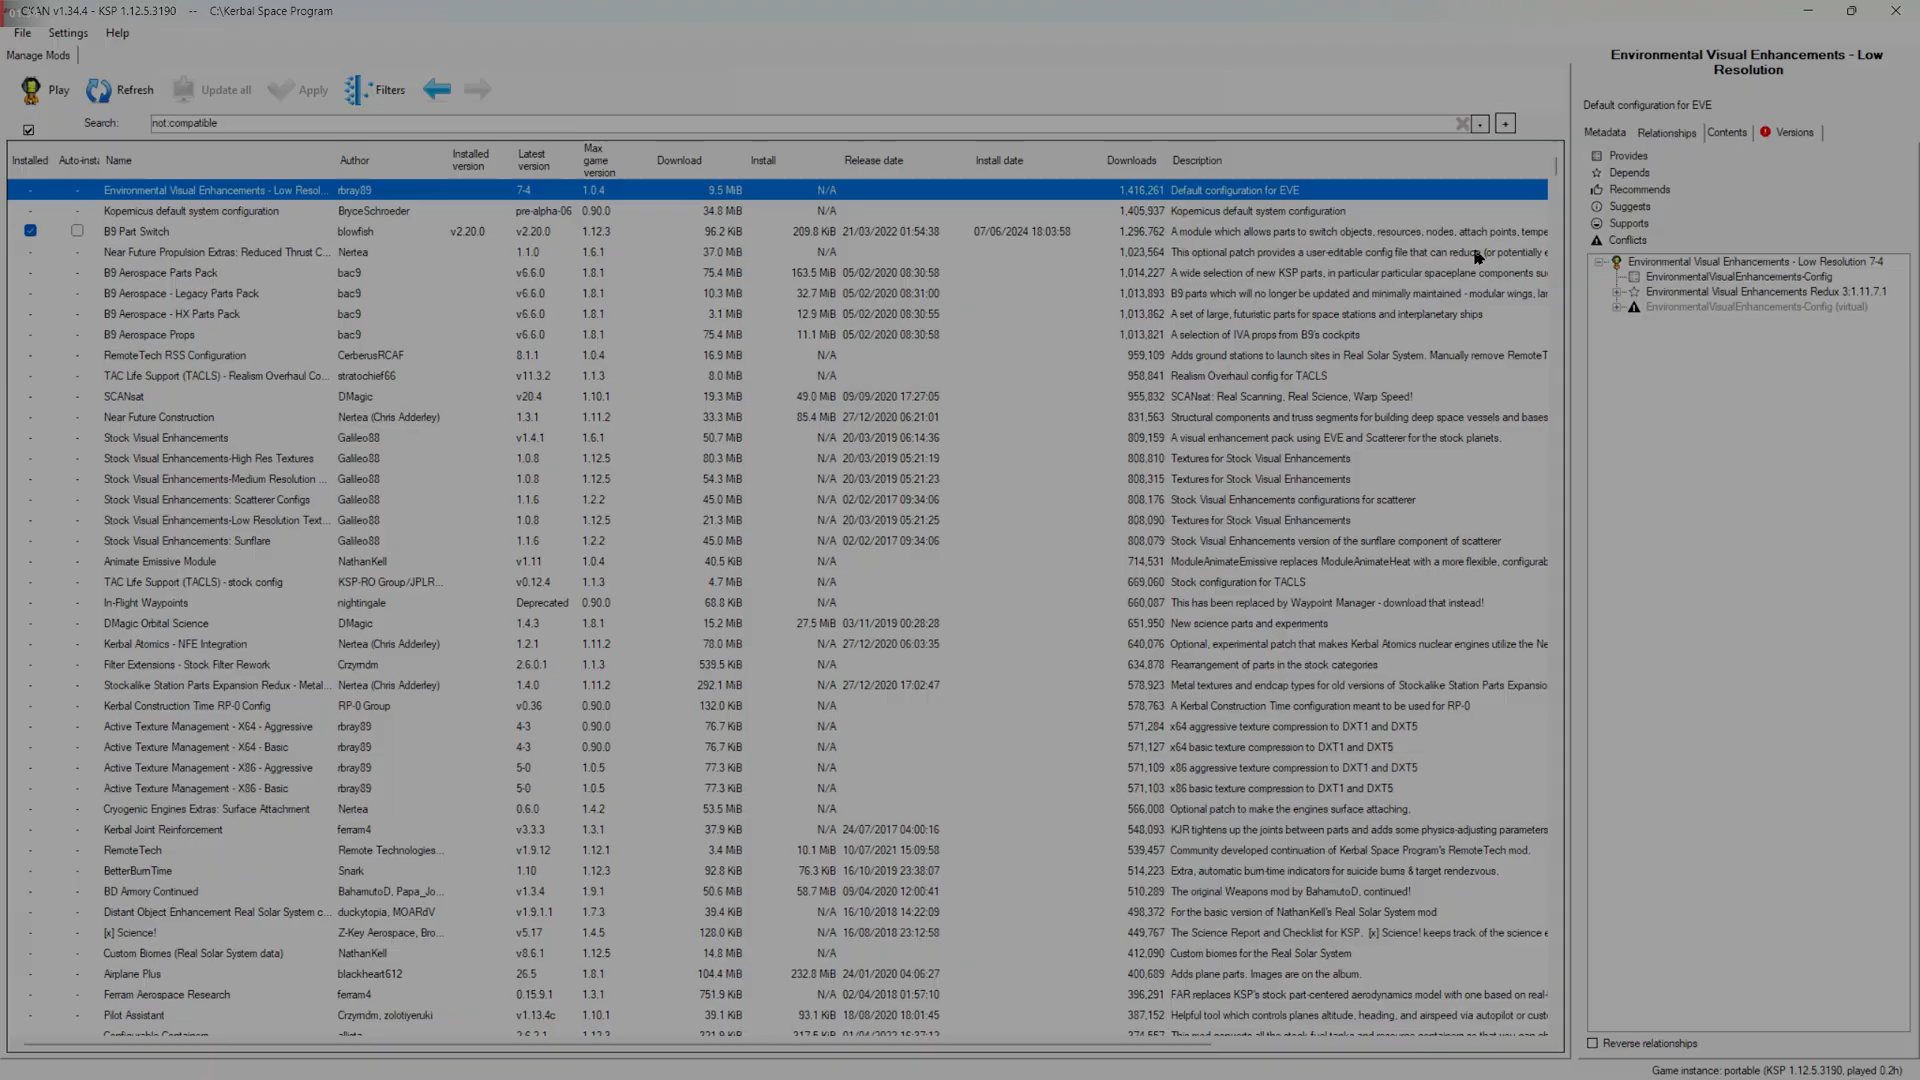 CKAN v1.34.4 - KSP 1.12.5.3190 -- C:\Kerbal Space Program
File Settings Help
Manage Mods
Play Refresh Update all Apply Filters
Search: not:compatible
Installed Auto-insta Name Author Installed version Latest version Max game version Download Install Release date Install date Downloads Description
- - Environmental Visual Enhancements - Low Resol... rbray89 7-4 1.0.4 9.5 MiB N/A 1,416,261 Default configuration for EVE
- - Kopernicus default system configuration BryceSchroeder pre-alpha-06 0.90.0 34.8 MiB N/A 1,405,937 Kopernicus default system configuration
B9 Part Switch blowfish v2.20.0 v2.20.0 1.12.3 96.2 KiB 209.8 KiB 21/03/2022 01:54:38 07/06/2024 18:03:58 1,296,762 A module which allows parts to switch objects, resources, nodes, attach points, tempe
- - Near Future Propulsion Extras: Reduced Thrust C... Nertea 1.1.0 1.6.1 37.0 MiB N/A 1,023,564 This optional patch provides a user-editable config file that can reduce (or potentially e
- - B9 Aerospace Parts Pack bac9 v6.6.0 1.8.1 75.4 MiB 163.5 MiB 05/02/2020 08:30:58 1,014,227 A wide selection of new KSP parts, in particular particular spaceplane components su
- - B9 Aerospace - Legacy Parts Pack bac9 v6.6.0 1.8.1 10.3 MiB 32.7 MiB 05/02/2020 08:31:00 1,013,893 B9 parts which will no longer be updated and minimally maintained - modular wings, lar
- - B9 Aerospace - HX Parts Pack bac9 v6.6.0 1.8.1 3.1 MiB 12.9 MiB 05/02/2020 08:30:55 1,013,862 A set of large, futuristic parts for space stations and interplanetary ships
- - B9 Aerospace Props bac9 v6.6.0 1.8.1 75.4 MiB 11.1 MiB 05/02/2020 08:30:58 1,013,821 A selection of IVA props from B9's cockpits
- - RemoteTech RSS Configuration CerberusRCAF 8.1.1 1.0.4 16.9 MiB N/A 959,109 Adds ground stations to launch sites in Real Solar System. Manually remove RemoteT
- - TAC Life Support (TACLS) - Realism Overhaul Co... stratochief66 v11.3.2 1.1.3 8.0 MiB N/A 958,841 Realism Overhaul config for TACLS
- - SCANsat DMagic v20.4 1.10.1 19.3 MiB 49.0 MiB 09/09/2020 17:27:05 955,832 SCANsat: Real Scanning, Real Science, Warp Speed!
- - Near Future Construction Nertea (Chris Adderley) 1.3.1 1.11.2 33.3 MiB 85.4 MiB 27/12/2020 06:21:01 831,563 Structural components and truss segments for building deep space vessels and bases
- - Stock Visual Enhancements Galileo88 v1.4.1 1.6.1 50.7 MiB N/A 20/03/2019 06:14:36 809,159 A visual enhancement pack using EVE and Scatterer for the stock planets.
- - Stock Visual Enhancements-High Res Textures Galileo88 1.0.8 1.12.5 80.3 MiB N/A 20/03/2019 05:21:19 808,810 Textures for Stock Visual Enhancements
- - Stock Visual Enhancements-Medium Resolution ... Galileo88 1.0.8 1.12.5 54.3 MiB N/A 20/03/2019 05:21:23 808,315 Textures for Stock Visual Enhancements
- - Stock Visual Enhancements: Scatterer Configs Galileo88 1.1.6 1.2.2 45.0 MiB N/A 02/02/2017 09:34:06 808,176 Stock Visual Enhancements configurations for scatterer
- - Stock Visual Enhancements-Low Resolution Text... Galileo88 1.0.8 1.12.5 21.3 MiB N/A 20/03/2019 05:21:25 808,090 Textures for Stock Visual Enhancements
- - Stock Visual Enhancements: Sunflare Galileo88 1.1.6 1.2.2 45.0 MiB N/A 02/02/2017 09:34:06 808,079 Stock Visual Enhancements version of the sunflare component of scatterer
- - Animate Emissive Module NathanKell v1.11 1.0.4 40.5 KiB N/A 714,531 ModuleAnimateEmissive replaces ModuleAnimateHeat with a more flexible, configurab
- - TAC Life Support (TACLS) - stock config KSP-RO Group/JPLR... v0.12.4 1.1.3 4.7 MiB N/A 669,060 Stock configuration for TACLS
- - In-Flight Waypoints nightingale Deprecated 0.90.0 68.8 KiB N/A 660,087 This has been replaced by Waypoint Manager - download that instead!
- - DMagic Orbital Science DMagic 1.4.3 1.8.1 15.2 MiB 27.5 MiB 03/11/2019 00:28:28 651,950 New science parts and experiments
- - Kerbal Atomics - NFE Integration Nertea (Chris Adderley) 1.2.1 1.11.2 78.0 MiB N/A 27/12/2020 06:03:35 640,076 Optional, experimental patch that makes Kerbal Atomics nuclear engines utilize the Ne
- - Filter Extensions - Stock Filter Rework Crzyrndm 2.6.0.1 1.1.3 539.5 KiB N/A 634,878 Rearrangement of parts in the stock categories
- - Stockalike Station Parts Expansion Redux - Metal... Nertea (Chris Adderley) 1.4.0 1.11.2 292.1 MiB N/A 27/12/2020 17:02:47 578,923 Metal textures and endcap types for old versions of Stockalike Station Parts Expansio
- - Kerbal Construction Time RP-0 Config RP-0 Group v0.36 0.90.0 132.0 KiB N/A 578,763 A Kerbal Construction Time configuration meant to be used for RP-0
- - Active Texture Management - X64 - Aggressive rbray89 4-3 0.90.0 76.7 KiB N/A 571,284 x64 aggressive texture compression to DXT1 and DXT5
- - Active Texture Management - X64 - Basic rbray89 4-3 0.90.0 76.7 KiB N/A 571,127 x64 basic texture compression to DXT1 and DXT5
- - Active Texture Management - X86 - Aggressive rbray89 5-0 1.0.5 77.3 KiB N/A 571,109 x86 aggressive texture compression to DXT1 and DXT5
- - Active Texture Management - X86 - Basic rbray89 5-0 1.0.5 77.3 KiB N/A 571,103 x86 basic texture compression to DXT1 and DXT5
- - Cryogenic Engines Extras: Surface Attachment Nertea 0.6.0 1.4.2 53.5 MiB N/A 566,008 Optional patch to make the engines surface attaching.
- - Kerbal Joint Reinforcement ferram4 v3.3.3 1.3.1 37.9 KiB N/A 24/07/2017 04:00:16 548,093 KJR tightens up the joints between parts and adds some physics-adjusting parameters
- - RemoteTech Remote Technologies... v1.9.12 1.12.1 3.4 MiB 10.1 MiB 10/07/2021 15:09:58 539,457 Community developed continuation of Kerbal Space Program's RemoteTech mod.
- - BetterBurnTime Snark 1.10 1.12.3 92.8 KiB 76.3 KiB 16/10/2019 23:38:07 514,223 Extra, automatic burn-time indicators for suicide burns & target rendezvous.
- - BD Armory Continued BahamutoD, Papa_Jo... v1.3.4 1.9.1 50.6 MiB 58.7 MiB 09/04/2020 12:00:41 510,289 The original Weapons mod by BahamutoD, continued!
- - Distant Object Enhancement Real Solar System c... duckytopia, MOARdV v1.9.1.1 1.7.3 39.4 KiB N/A 16/10/2018 14:22:09 498,372 For the basic version of NathanKell's Real Solar System mod
- - [x] Science! Z-Key Aerospace, Bro... v5.17 1.4.5 128.0 KiB N/A 16/08/2018 23:12:58 449,767 The Science Report and Checklist for KSP. [x] Science! keeps track of the science e
- - Custom Biomes (Real Solar System data) NathanKell v8.6.1 1.12.5 14.8 MiB N/A 412,090 Custom biomes for the Real Solar System
- - Airplane Plus blackheart612 26.5 1.8.1 104.4 MiB 232.8 MiB 24/01/2020 04:06:27 400,689 Adds plane parts. Images are on the album.
- - Ferram Aerospace Research ferram4 0.15.9.1 1.3.1 751.9 KiB N/A 02/04/2018 01:57:10 396,291 FAR replaces KSP's stock part-centered aerodynamics model with one based on real-
- - Pilot Assistant Crzyrndm, zolotiyeruki v1.13.4c 1.10.1 39.1 KiB 93.1 KiB 18/08/2020 18:01:45 387,152 Helpful tool which controls planes altitude, heading, and airspeed via autopilot or cust
Environmental Visual Enhancements - Low
Resolution
Default configuration for EVE
Metadata Relationships Contents Versions
Provides
Depends
Recommends
Suggests
Supports
Conflicts
Environmental Visual Enhancements - Low Resolution 7-4
EnvironmentalVisualEnhancements-Config
Environmental Visual Enhancements Redux 3:1.11.7.1
EnvironmentalVisualEnhancements-Config (virtual)
Reverse relationships
Game instance: portable (KSP 1.12.5.3190, played 0.2h)